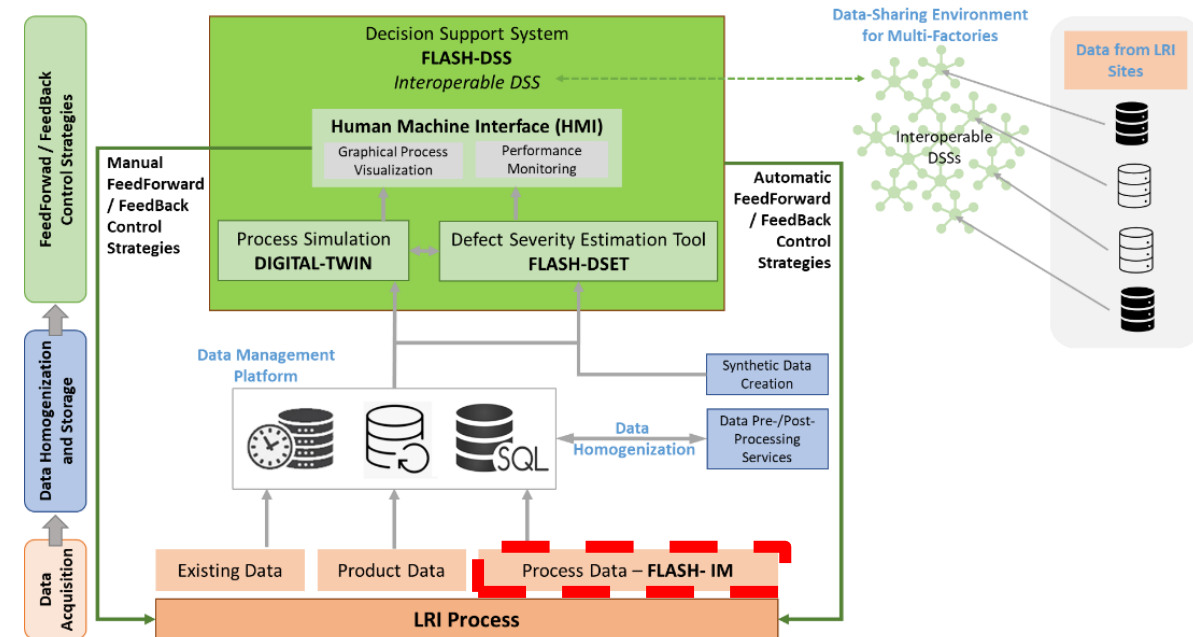 FeedForwad / FeedBack
Control Strategies
Data Homogenization
and Storage
Data
Acquisition
Decision Support System
FLASH-DSS
Interoperable DSS
Human Machine Interface (HMI)
Graphical Process
Visualization
Performance
Monitoring
Manual
FeedForward
/ FeedBack
Control
Strategies
Automatic
FeedForward
/ FeedBack
Control
Strategies
Process Simulation
DIGITAL-TWIN
Defect Severity Estimation Tool
FLASH-DSET
Data-Sharing Environment
for Multi-Factories
Interoperable
DSSs
Data from LRI
Sites
Data Management
Platform
SQL
Data
Homogenization
Synthetic Data
Creation
Data Pre-/Post-
Processing
Services
Existing Data
Product Data
Process Data – FLASH- IM
LRI Process